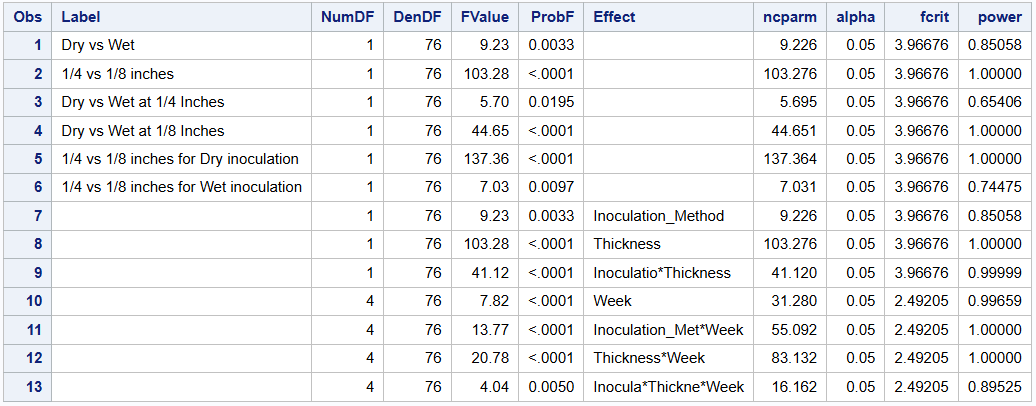 Obs Label NumDF DenDF FValue ProbF Effect ncparm alpha fcrit power
1 Dry vs Wet 1 76 9.23 0.0033 9.226 0.05 3.96676 0.85058
2 1/4 vs 1/8 inches 1 76 103.28 <.0001 103.276 0.05 3.96676 1.00000
3 Dry vs Wet at 1/4 Inches 1 76 5.70 0.0195 5.695 0.05 3.96676 0.65406
4 Dry vs Wet at 1/8 Inches 1 76 44.65 <.0001 44.651 0.05 3.96676 1.00000
5 1/4 vs 1/8 inches for Dry inoculation 1 76 137.36 <.0001 137.364 0.05 3.96676 1.00000
6 1/4 vs 1/8 inches for Wet inoculation 1 76 7.03 0.0097 7.031 0.05 3.96676 0.74475
7 1 76 9.23 0.0033 Inoculation_Method 9.226 0.05 3.96676 0.85058
8 1 76 103.28 <.0001 Thickness 103.276 0.05 3.96676 1.00000
9 1 76 41.12 <.0001 Inoculatio*Thickness 41.120 0.05 3.96676 0.99999
10 4 76 7.82 <.0001 Week 31.280 0.05 2.49205 0.99659
11 4 76 13.77 <.0001 Inoculation_Met*Week 55.092 0.05 2.49205 1.00000
12 4 76 20.78 <.0001 Thickness*Week 83.132 0.05 2.49205 1.00000
13 4 76 4.04 0.0050 Inocula*Thickne*Week 16.162 0.05 2.49205 0.89525